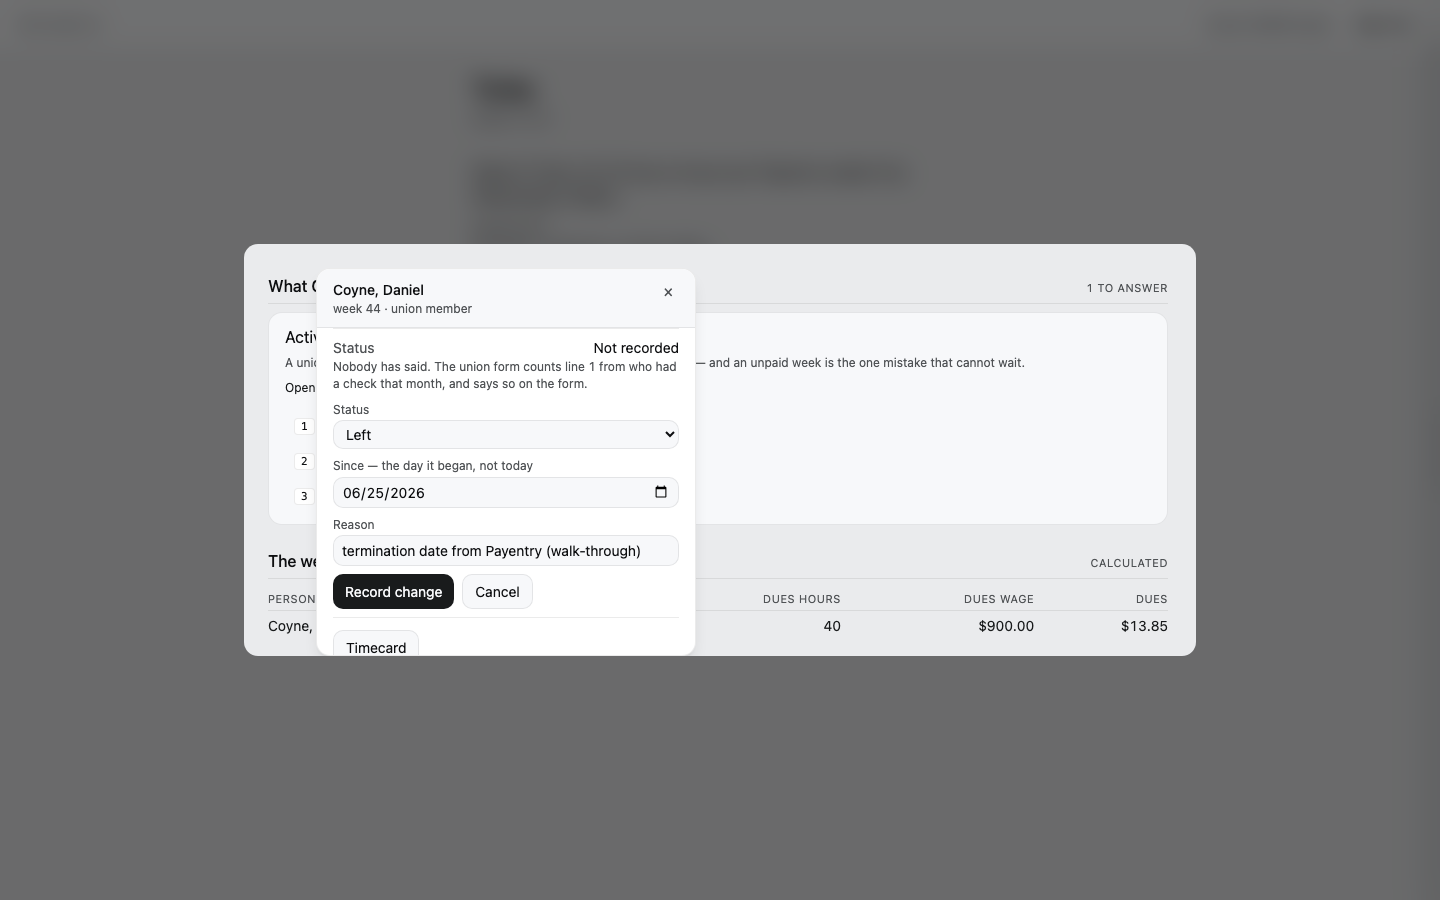 What
1 TO ANSWER
Coyne, Daniel
×
week 44 · union member
Status
Not recorded
Nobody has said. The union form counts line 1 from who had
a check that month, and says so on the form.
— and an unpaid week is the one mistake that cannot wait.
Open
Status
1
Left
2
Since — the day it began, not today
3
06/25/2026
Reason
termination date from Payentry (walk-through)
Record change
Cancel
Timecard
The
CALCULATED
PERSON
DUES HOURS
DUES WAGE
DUES
Coyne,
40
$900.00
$13.85